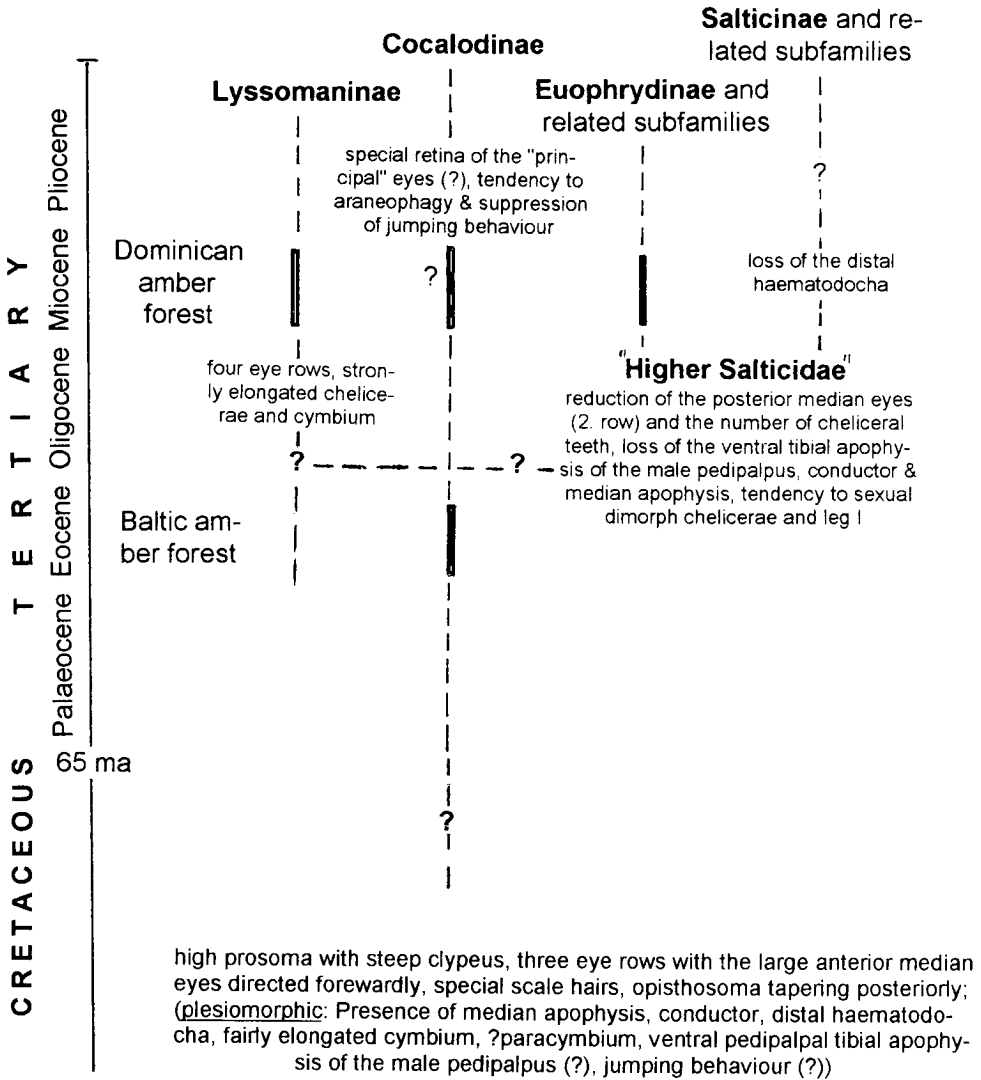 Salticinae and re-
lated subfamilies
Cocalodinae
Lyssomaninae
Euophrydinae and
related subfamilies
special retina of the "prin-
cipal" eyes (?), tendency to
araneophagy & suppression
of jumping behaviour
?
Dominican
amber
forest
?
loss of the distal
haematodocha
four eye rows, stron-
ly elongated chelice-
rae and cymbium
"Higher Salticidae"
reduction of the posterior median eyes
(2. row) and the number of cheliceral
teeth, loss of the ventral tibial apophy-
sis of the male pedipalpus, conductor &
median apophysis, tendency to sexual
dimorph chelicerae and leg I
?
?
Baltic am-
ber forest
TERTIARY
Palaeocene Eocene Oligocene Miocene Pliocene
65 ma
?
CRETACEOUS
high prosoma with steep clypeus, three eye rows with the large anterior median
eyes directed forewardly, special scale hairs, opisthosoma tapering posteriorly;
(plesiomorphic: Presence of median apophysis, conductor, distal haematodo-
cha, fairly elongated cymbium, ?paracymbium, ventral pedipalpal tibial apophy-
sis of the male pedipalpus (?), jumping behaviour (?))